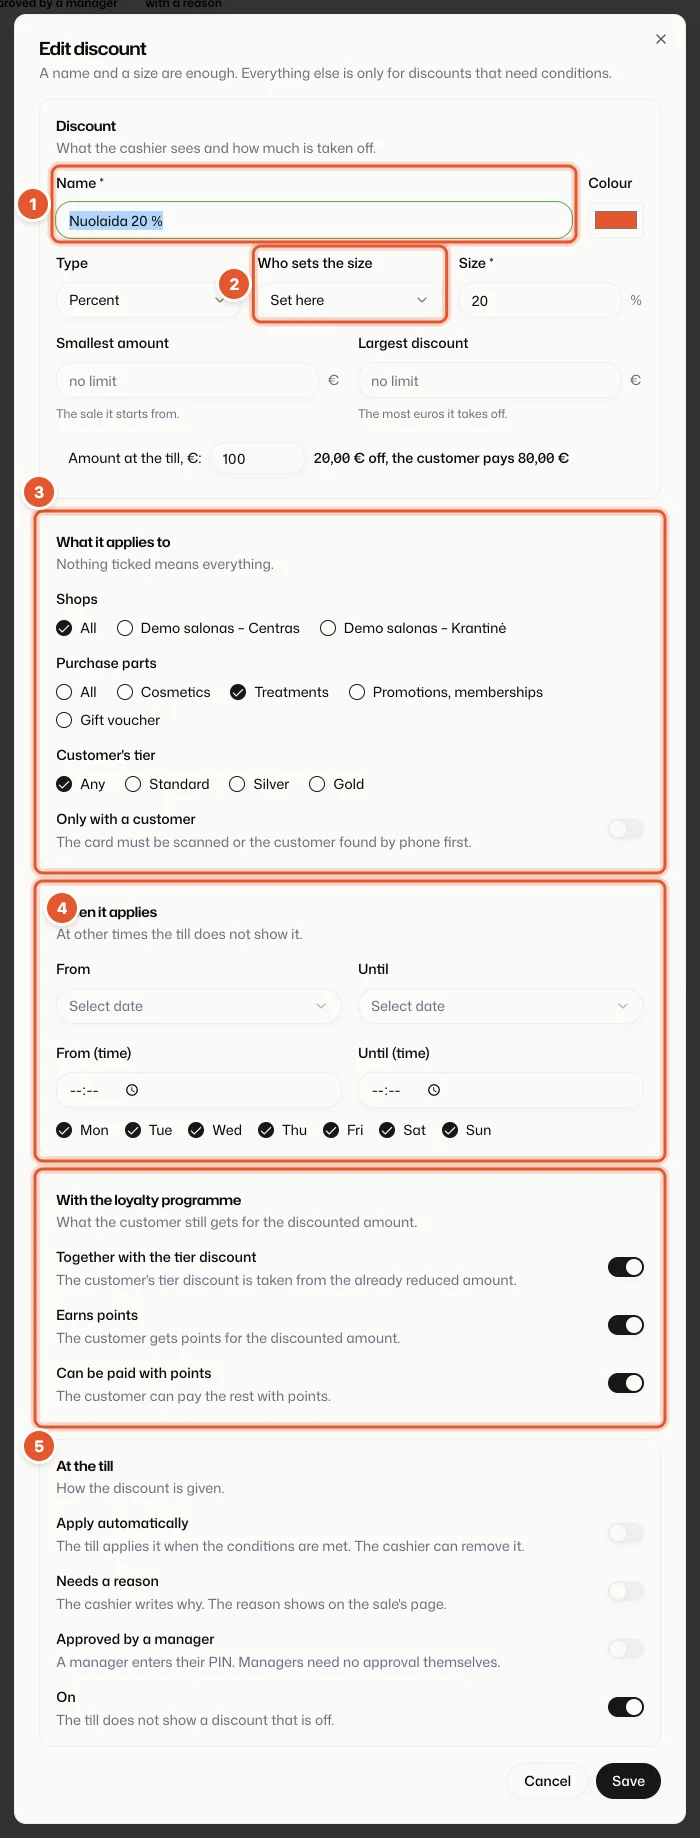 proved by a manager with a reason
Edit discount
A name and a size are enough. Everything else is only for discounts that need conditions.
Discount
What the cashier sees and how much is taken off.
1
Name *
Colour
Nuolaida 20 %
Type
2
Who sets the size
Size *
Percent
Set here
20
%
Smallest amount
Largest discount
no limit
€
no limit
€
The sale it starts from.
The most euros it takes off.
Amount at the till, €:
100
20,00 € off, the customer pays 80,00 €
3
What it applies to
Nothing ticked means everything.
Shops
All
Demo salonas – Centras
Demo salonas – Krantinė
Purchase parts
All
Cosmetics
Treatments
Promotions, memberships
Gift voucher
Customer's tier
Any
Standard
Silver
Gold
Only with a customer
The card must be scanned or the customer found by phone first.
4
en it applies
At other times the till does not show it.
From
Until
Select date
Select date
From (time)
Until (time)
--:--
--:--
Mon
Tue
Wed
Thu
Fri
Sat
Sun
With the loyalty programme
What the customer still gets for the discounted amount.
Together with the tier discount
The customer's tier discount is taken from the already reduced amount.
Earns points
The customer gets points for the discounted amount.
Can be paid with points
The customer can pay the rest with points.
5
At the till
How the discount is given.
Apply automatically
The till applies it when the conditions are met. The cashier can remove it.
Needs a reason
The cashier writes why. The reason shows on the sale's page.
Approved by a manager
A manager enters their PIN. Managers need no approval themselves.
On
The till does not show a discount that is off.
Cancel
Save